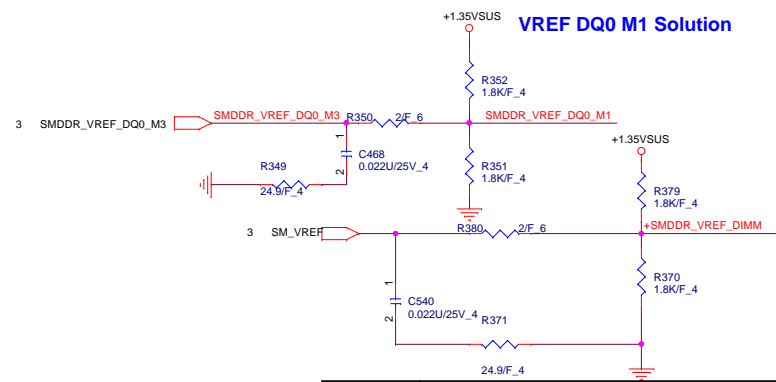 +1.35VSUS
VREF DQ0 M1 Solution
R352
1.8K/F_4
3 SMDDR_VREF_DQ0_M3
SMDDR_VREF_DQ0_M3
R350
2/F_6
SMDDR_VREF_DQ0_M1
1
C468
0.022U/25V_4
2
R349
24.9/F_4
R351
1.8K/F_4
+1.35VSUS
R379
1.8K/F_4
3 SM_VREF
R380
2/F_6
+SMDDR_VREF_DIMM
R370
1.8K/F_4
1
C540
0.022U/25V_4
2
R371
24.9/F_4